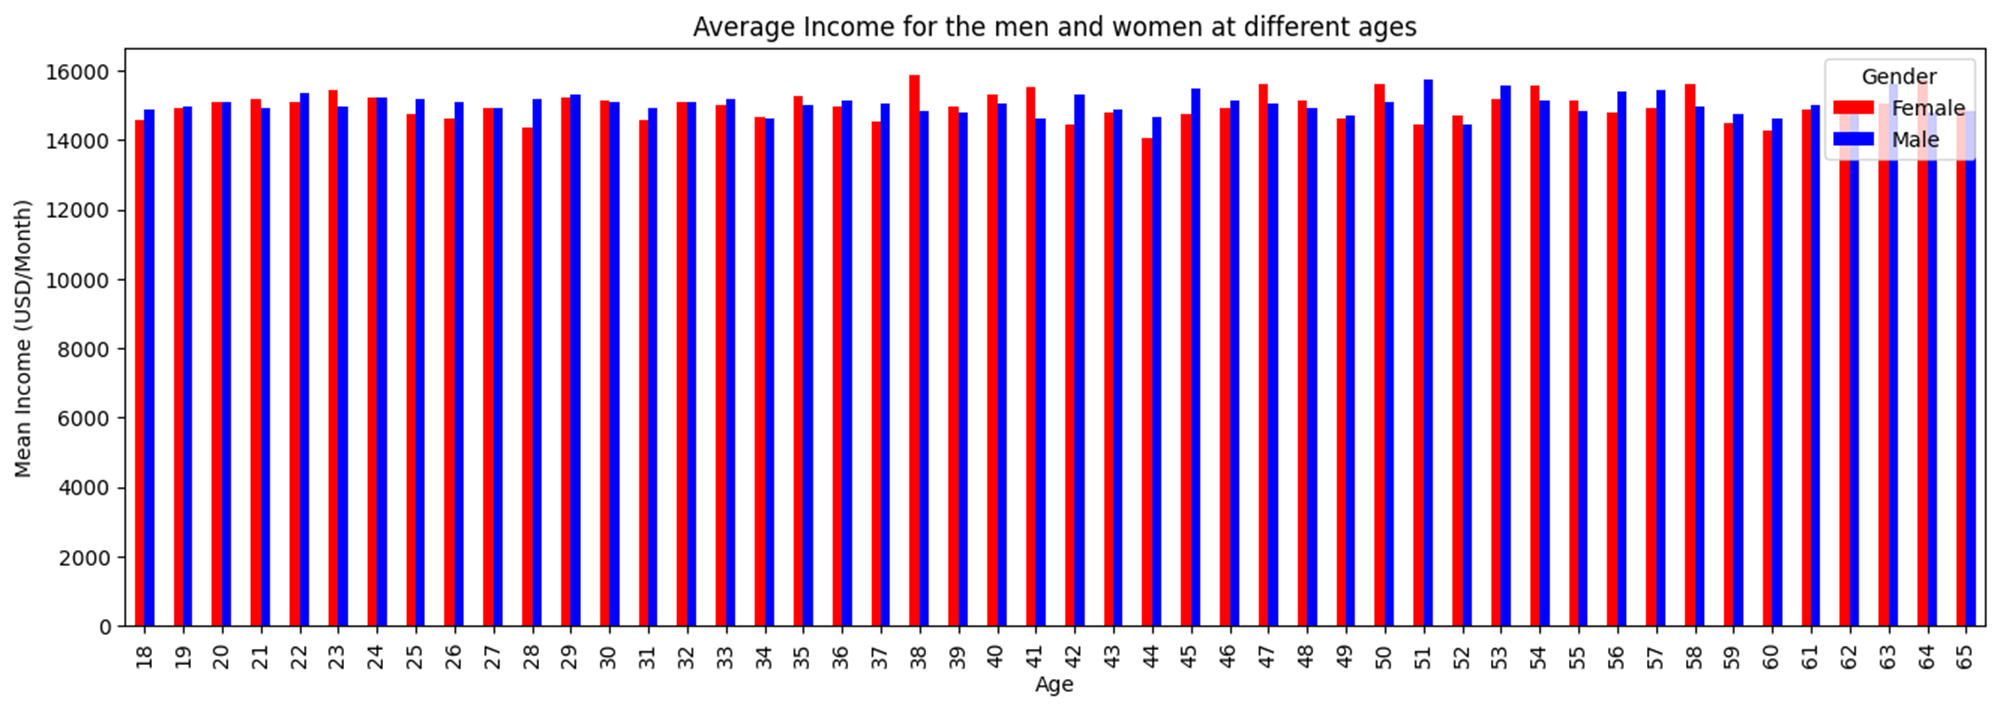 Average Income for the men and women at different ages
Mean Income (USD/Month)
16000
14000
12000
10000
8000
6000
4000
2000
0
Gender
Female
Male
18 19 20 21 22 23 24 25 26 27 28 29 30 31 32 33 34 35 36 37 38 39 40 41 42 43 44 45 46 47 48 49 50 51 52 53 54 55 56 57 58 59 60 61 62 63 64 65
Age